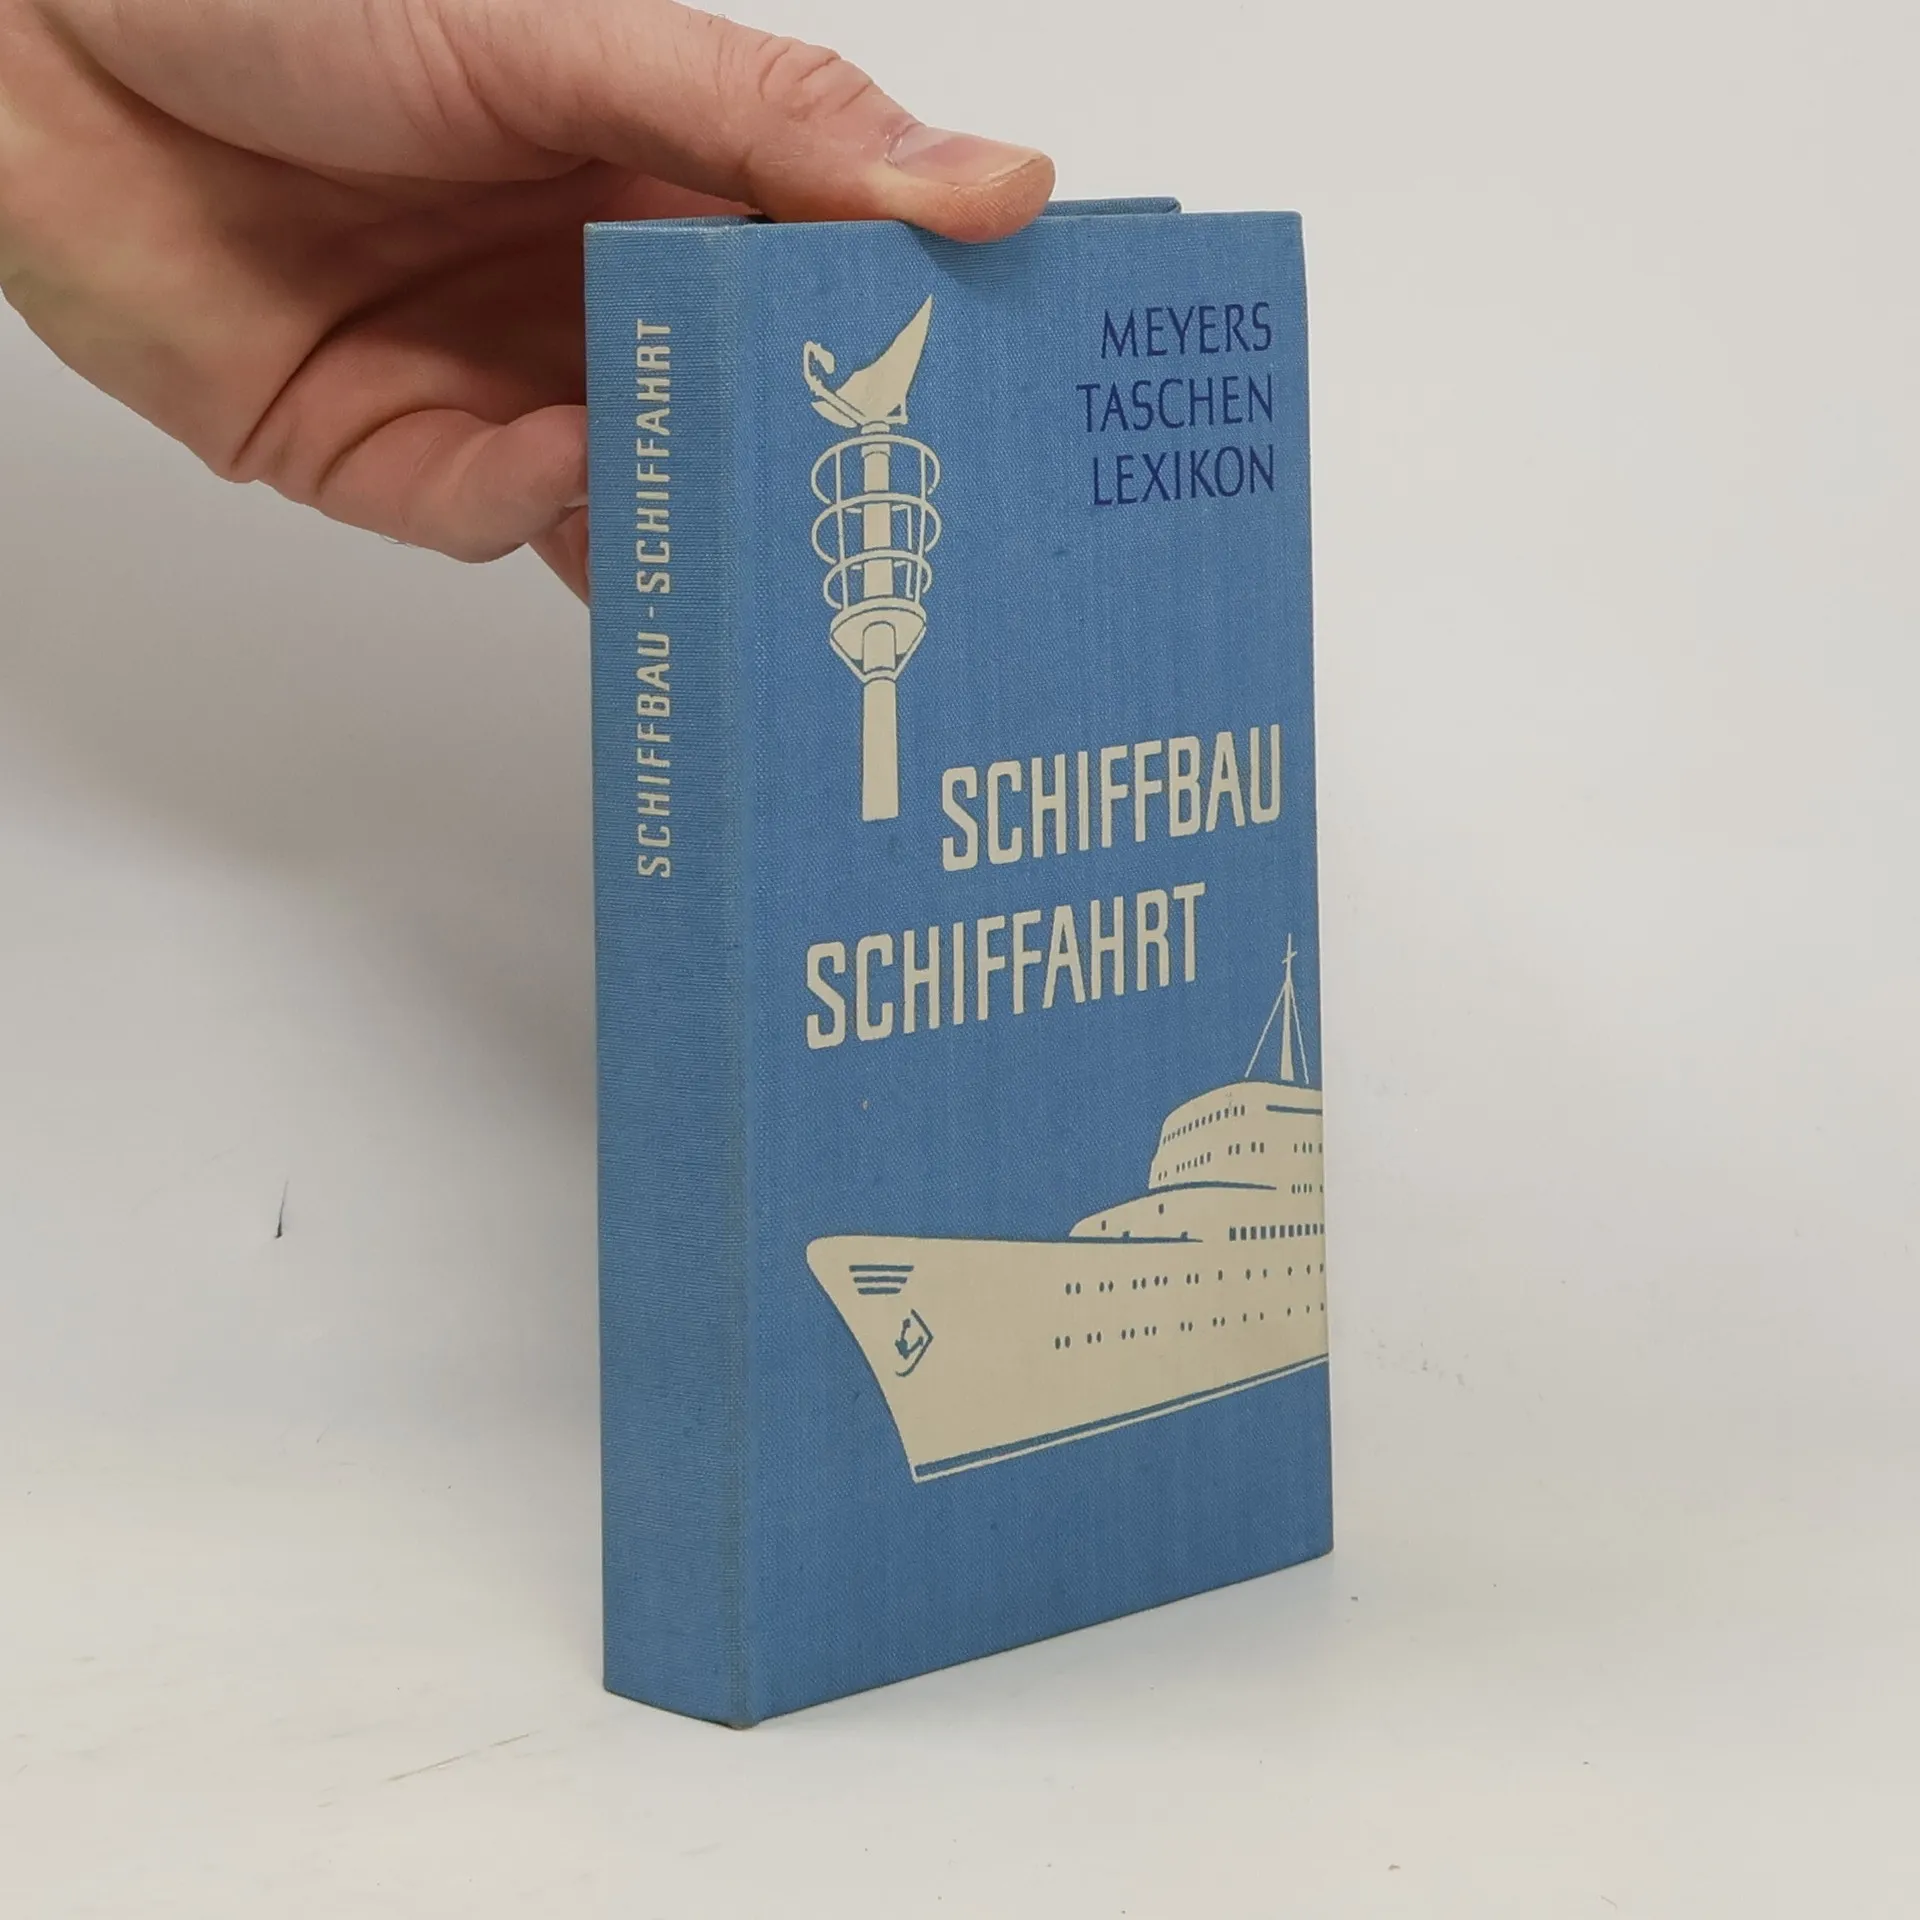 SCHIFFBAU - SCHIFFAHRT
MEYERS
TASCHEN
LEXIKON
SCHIFFBAU
SCHIFFAHRT